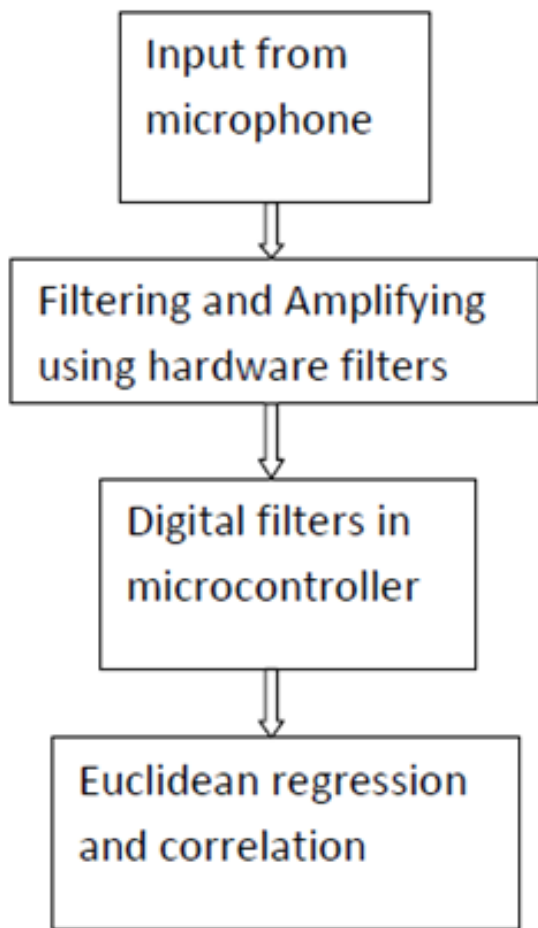 Input from
microphone
Filtering and Amplifying
using hardware filters
Digital filters in
microcontroller
Euclidean regression
and correlation